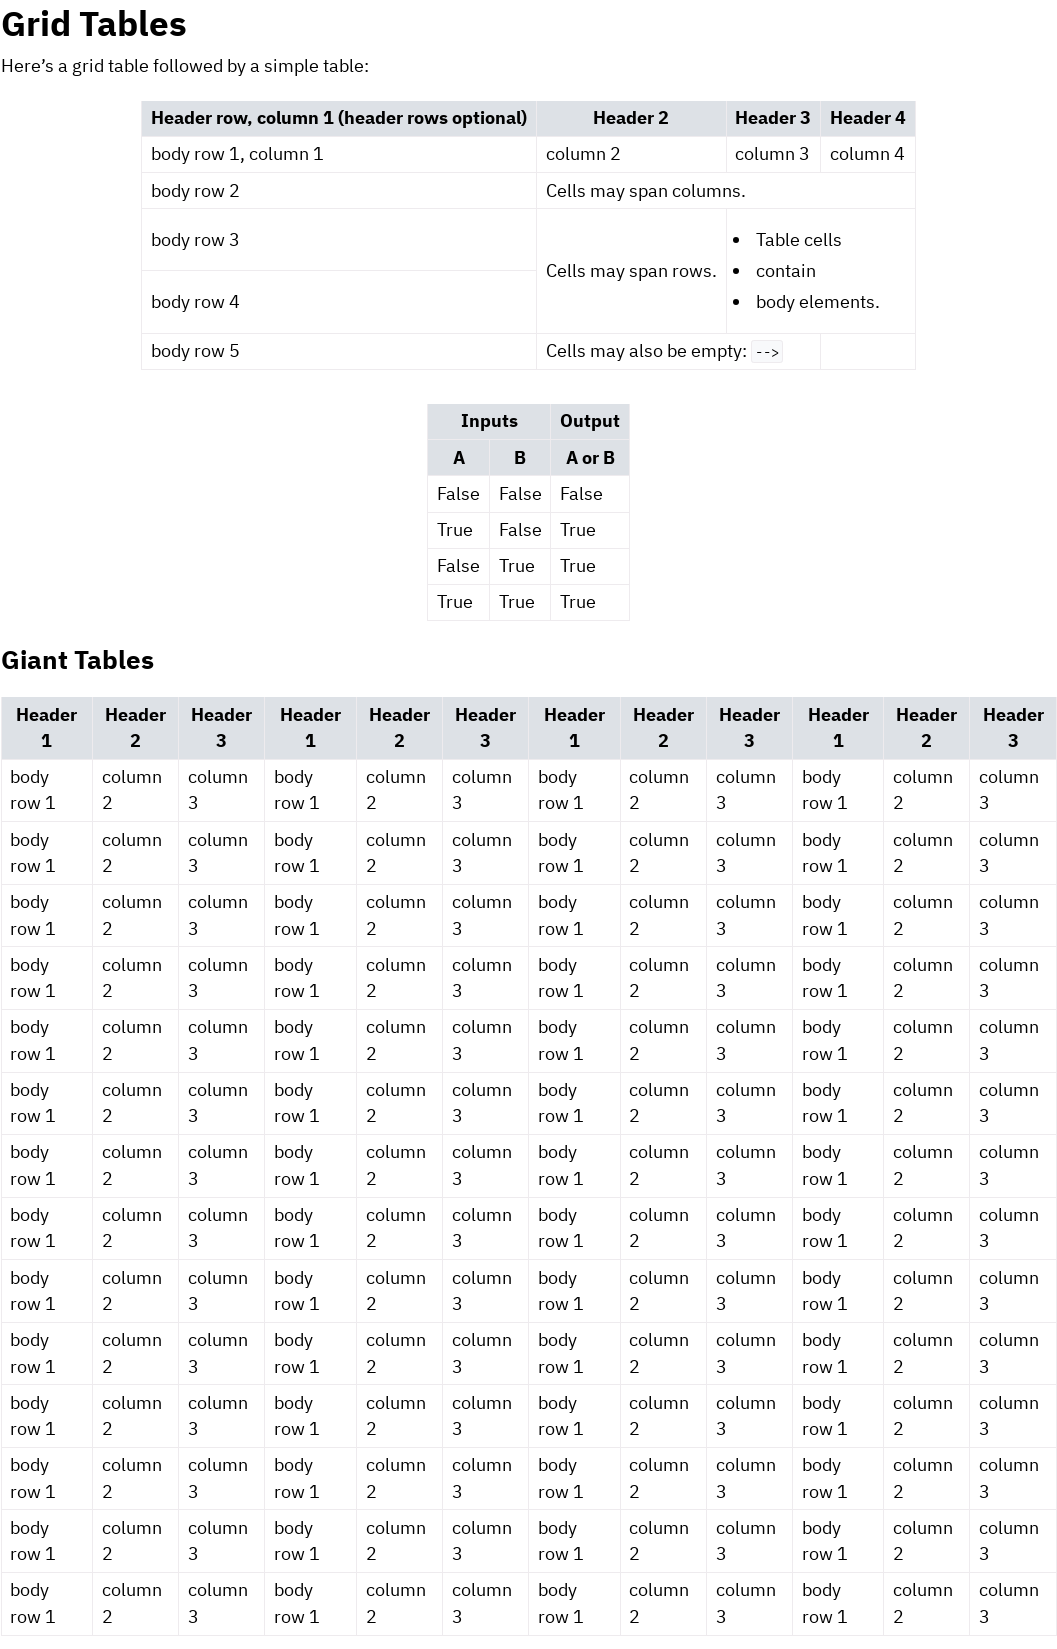 Grid Tables
Here’s a grid table followed by a simple table:
Header row, column 1 (header rows optional) Header 2 Header 3 Header 4
body row 1, column 1 column 2 column 3 column 4
body row 2 Cells may span columns.
body row 3
Cells may span rows.
• Table cells
• contain
• body elements.
body row 4
body row 5 Cells may also be empty: -->
Inputs Output
A B A or B
False False False
True False True
False True True
True True True
Giant Tables
Header Header Header Header Header Header Header Header Header Header Header Header
1 2 3 1 2 3 1 2 3 1 2 3
body column column body column column body column column body column column
row 1 2 3 row 1 2 3 row 1 2 3 row 1 2 3
body column column body column column body column column body column column
row 1 2 3 row 1 2 3 row 1 2 3 row 1 2 3
body column column body column column body column column body column column
row 1 2 3 row 1 2 3 row 1 2 3 row 1 2 3
body column column body column column body column column body column column
row 1 2 3 row 1 2 3 row 1 2 3 row 1 2 3
body column column body column column body column column body column column
row 1 2 3 row 1 2 3 row 1 2 3 row 1 2 3
body column column body column column body column column body column column
row 1 2 3 row 1 2 3 row 1 2 3 row 1 2 3
body column column body column column body column column body column column
row 1 2 3 row 1 2 3 row 1 2 3 row 1 2 3
body column column body column column body column column body column column
row 1 2 3 row 1 2 3 row 1 2 3 row 1 2 3
body column column body column column body column column body column column
row 1 2 3 row 1 2 3 row 1 2 3 row 1 2 3
body column column body column column body column column body column column
row 1 2 3 row 1 2 3 row 1 2 3 row 1 2 3
body column column body column column body column column body column column
row 1 2 3 row 1 2 3 row 1 2 3 row 1 2 3
body column column body column column body column column body column column
row 1 2 3 row 1 2 3 row 1 2 3 row 1 2 3
body column column body column column body column column body column column
row 1 2 3 row 1 2 3 row 1 2 3 row 1 2 3
body column column body column column body column column body column column
row 1 2 3 row 1 2 3 row 1 2 3 row 1 2 3